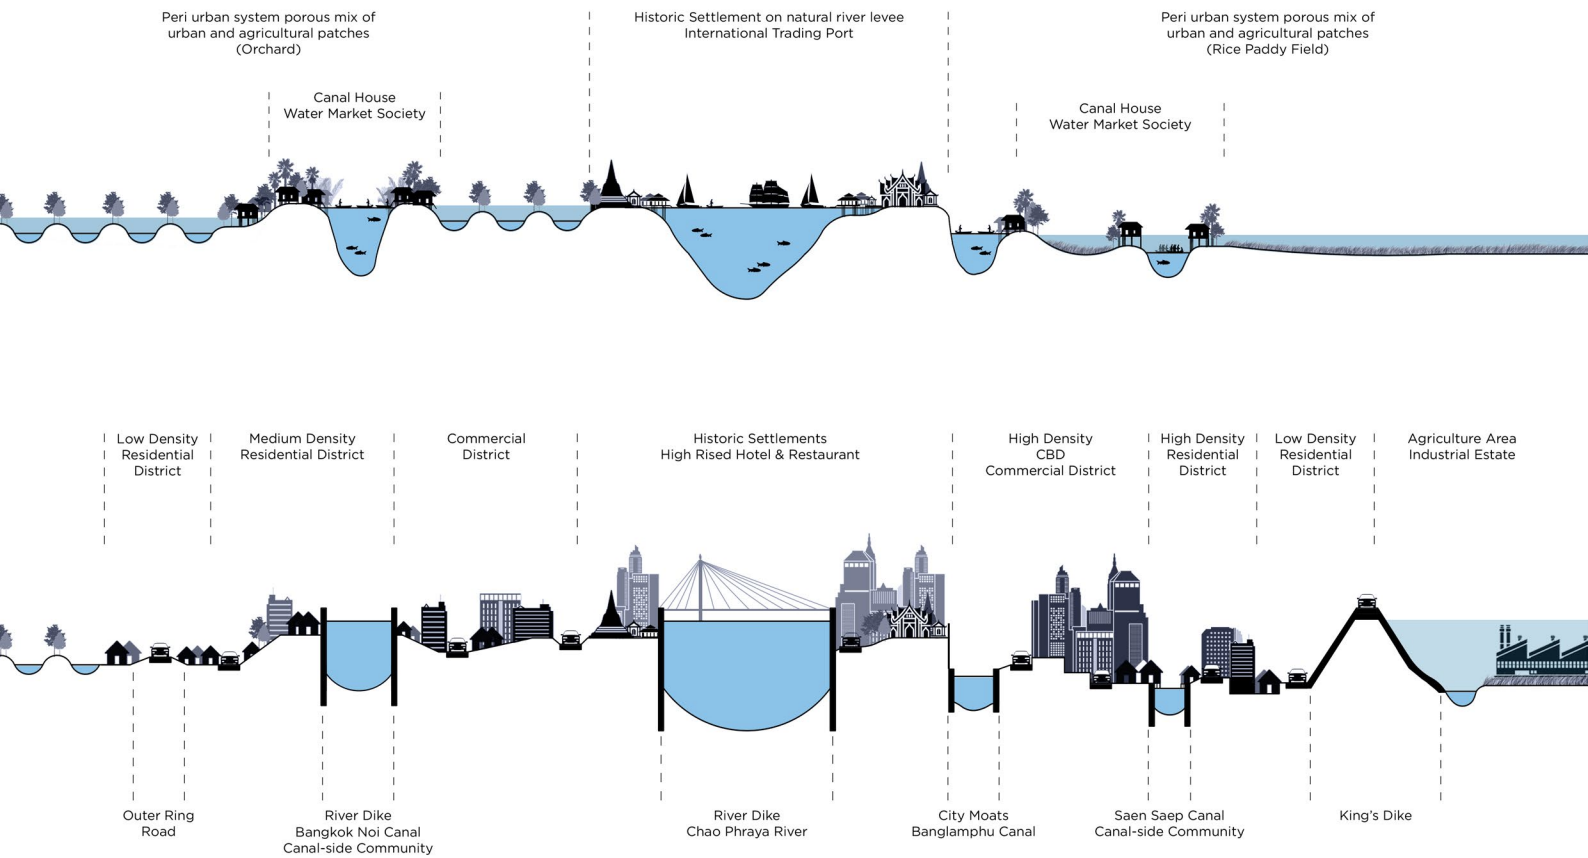 Peri urban system porous mix of
urban and agricultural patches
(Orchard)
Historic Settlement on natural river levee
International Trading Port
Peri urban system porous mix of
urban and agricultural patches
(Rice Paddy Field)
Canal House
Water Market Society
Canal House
Water Market Society
Low Density
Residential
District
Medium Density
Residential District
Commercial
District
Historic Settlements
High Rised Hotel & Restaurant
High Density
CBD
Commercial District
High Density
Residential
District
Low Density
Residential
District
Agriculture Area
Industrial Estate
Outer Ring
Road
River Dike
Bangkok Noi Canal
Canal-side Community
River Dike
Chao Phraya River
City Moats
Banglamphu Canal
Saen Saep Canal
Canal-side Community
King's Dike